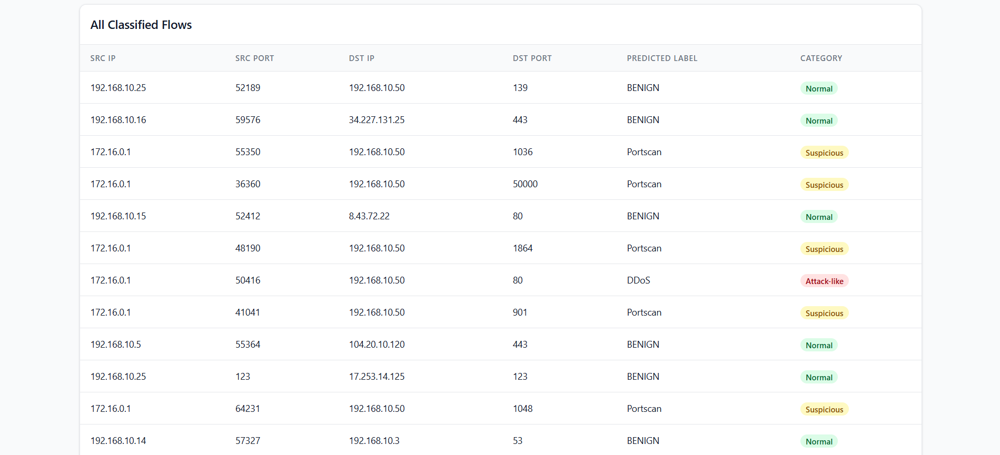 All Classified Flows
SRC IP SRC PORT DST IP DST PORT PREDICTED LABEL CATEGORY
192.168.10.25 52189 192.168.10.50 139 BENIGN Normal
192.168.10.16 59576 34.227.131.25 443 BENIGN Normal
172.16.0.1 55350 192.168.10.50 1036 Portscan Suspicious
172.16.0.1 36360 192.168.10.50 50000 Portscan Suspicious
192.168.10.15 52412 8.43.72.22 80 BENIGN Normal
172.16.0.1 48190 192.168.10.50 1864 Portscan Suspicious
172.16.0.1 50416 192.168.10.50 80 DDoS Attack-like
172.16.0.1 41041 192.168.10.50 901 Portscan Suspicious
192.168.10.5 55364 104.20.10.120 443 BENIGN Normal
192.168.10.25 123 17.253.14.125 123 BENIGN Normal
172.16.0.1 64231 192.168.10.50 1048 Portscan Suspicious
192.168.10.14 57327 192.168.10.3 53 BENIGN Normal